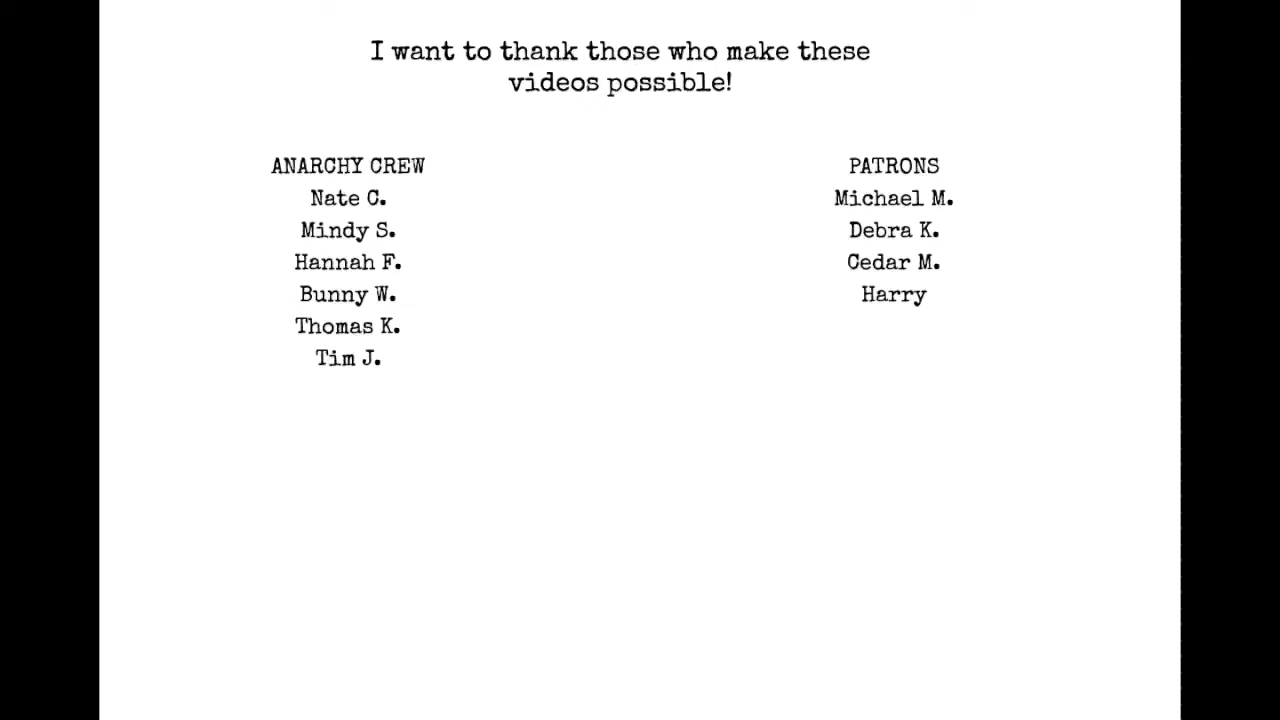 I want to thank those who make these
videos possible!
ANARCHY CREW
Nate C.
Mindy S.
Hannah F.
Bunny W.
Thomas K.
Tim J.
PATRONS
Michael M.
Debra K.
Cedar M.
Harry